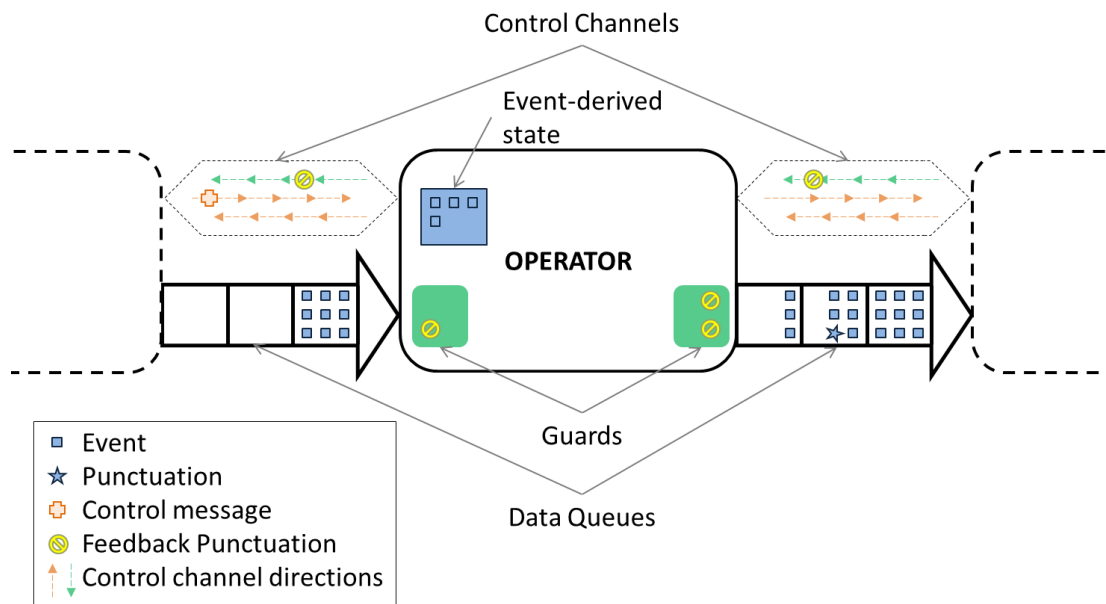 Control Channels
Event-derived
state
OPERATOR
Guards
Data Queues
Event
Punctuation
Control message
Feedback Punctuation
Control channel directions